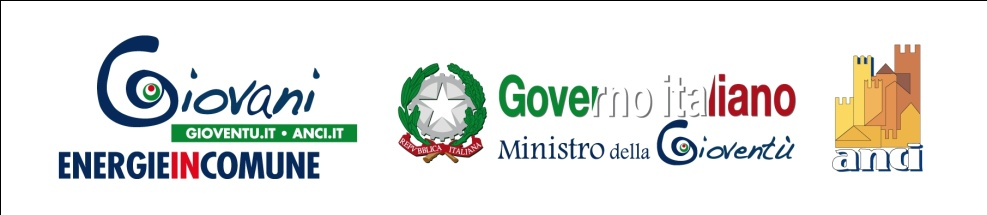 Giovani
GIOVENTU.IT • ANCI.IT
ENERGIEINCOMUNE
REPVBBLICA ITALIANA
Governo italiano
Ministro della Gioventù
anci